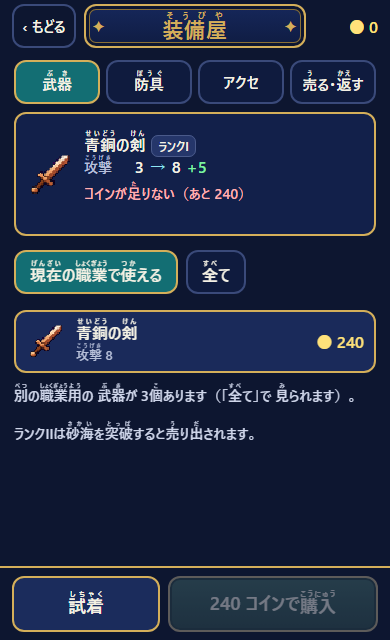 ‹ もどる
装備屋
そうびや
0
武器
ぶき
防具
ぼうぐ
アクセ
売る・返す
う かえ
青銅の剣 ランクI
せいどう けん
攻撃 3 → 8 +5
こうげき
コインが足りない（あと 240）
た
現在の職業で使える
げんざい しょくぎょう つか
全て
すべ
青銅の剣
せいどう けん
攻撃 8
こうげき
240
別の職業用の 武器が 3個あります（「全て」で 見られます）。
べつ しょくぎょうよう ぶき こ すべ み
ランクIIは砂海を突破すると売り出されます。
さかい とっぱ う だ
試着
しちゃく
240 コインで購入
こうにゅう